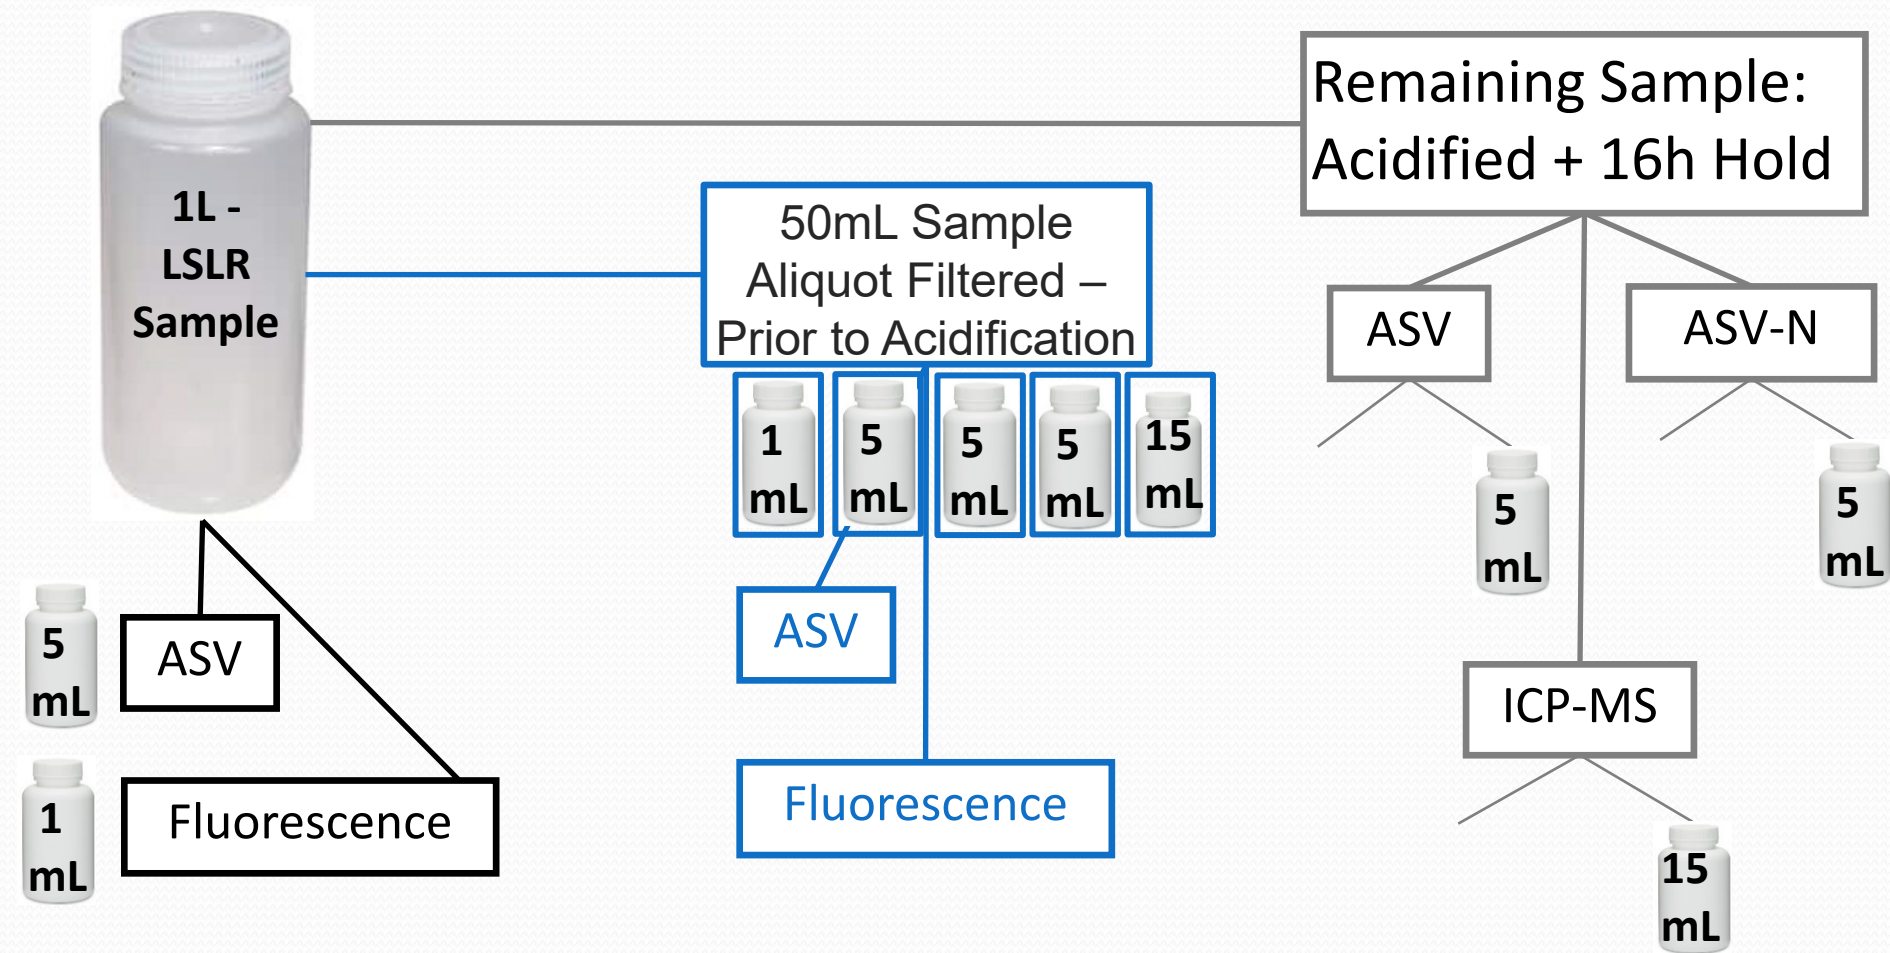 1L -
LSLR
Sample
Remaining Sample:
Acidified + 16h Hold
50mL Sample
Aliquot Filtered –
Prior to Acidification
1
mL
5
mL
5
mL
5
mL
15
mL
ASV
Fluorescence
5
mL
ASV
1
mL
Fluorescence
ASV
ASV-N
5
mL
5
mL
ICP-MS
15
mL